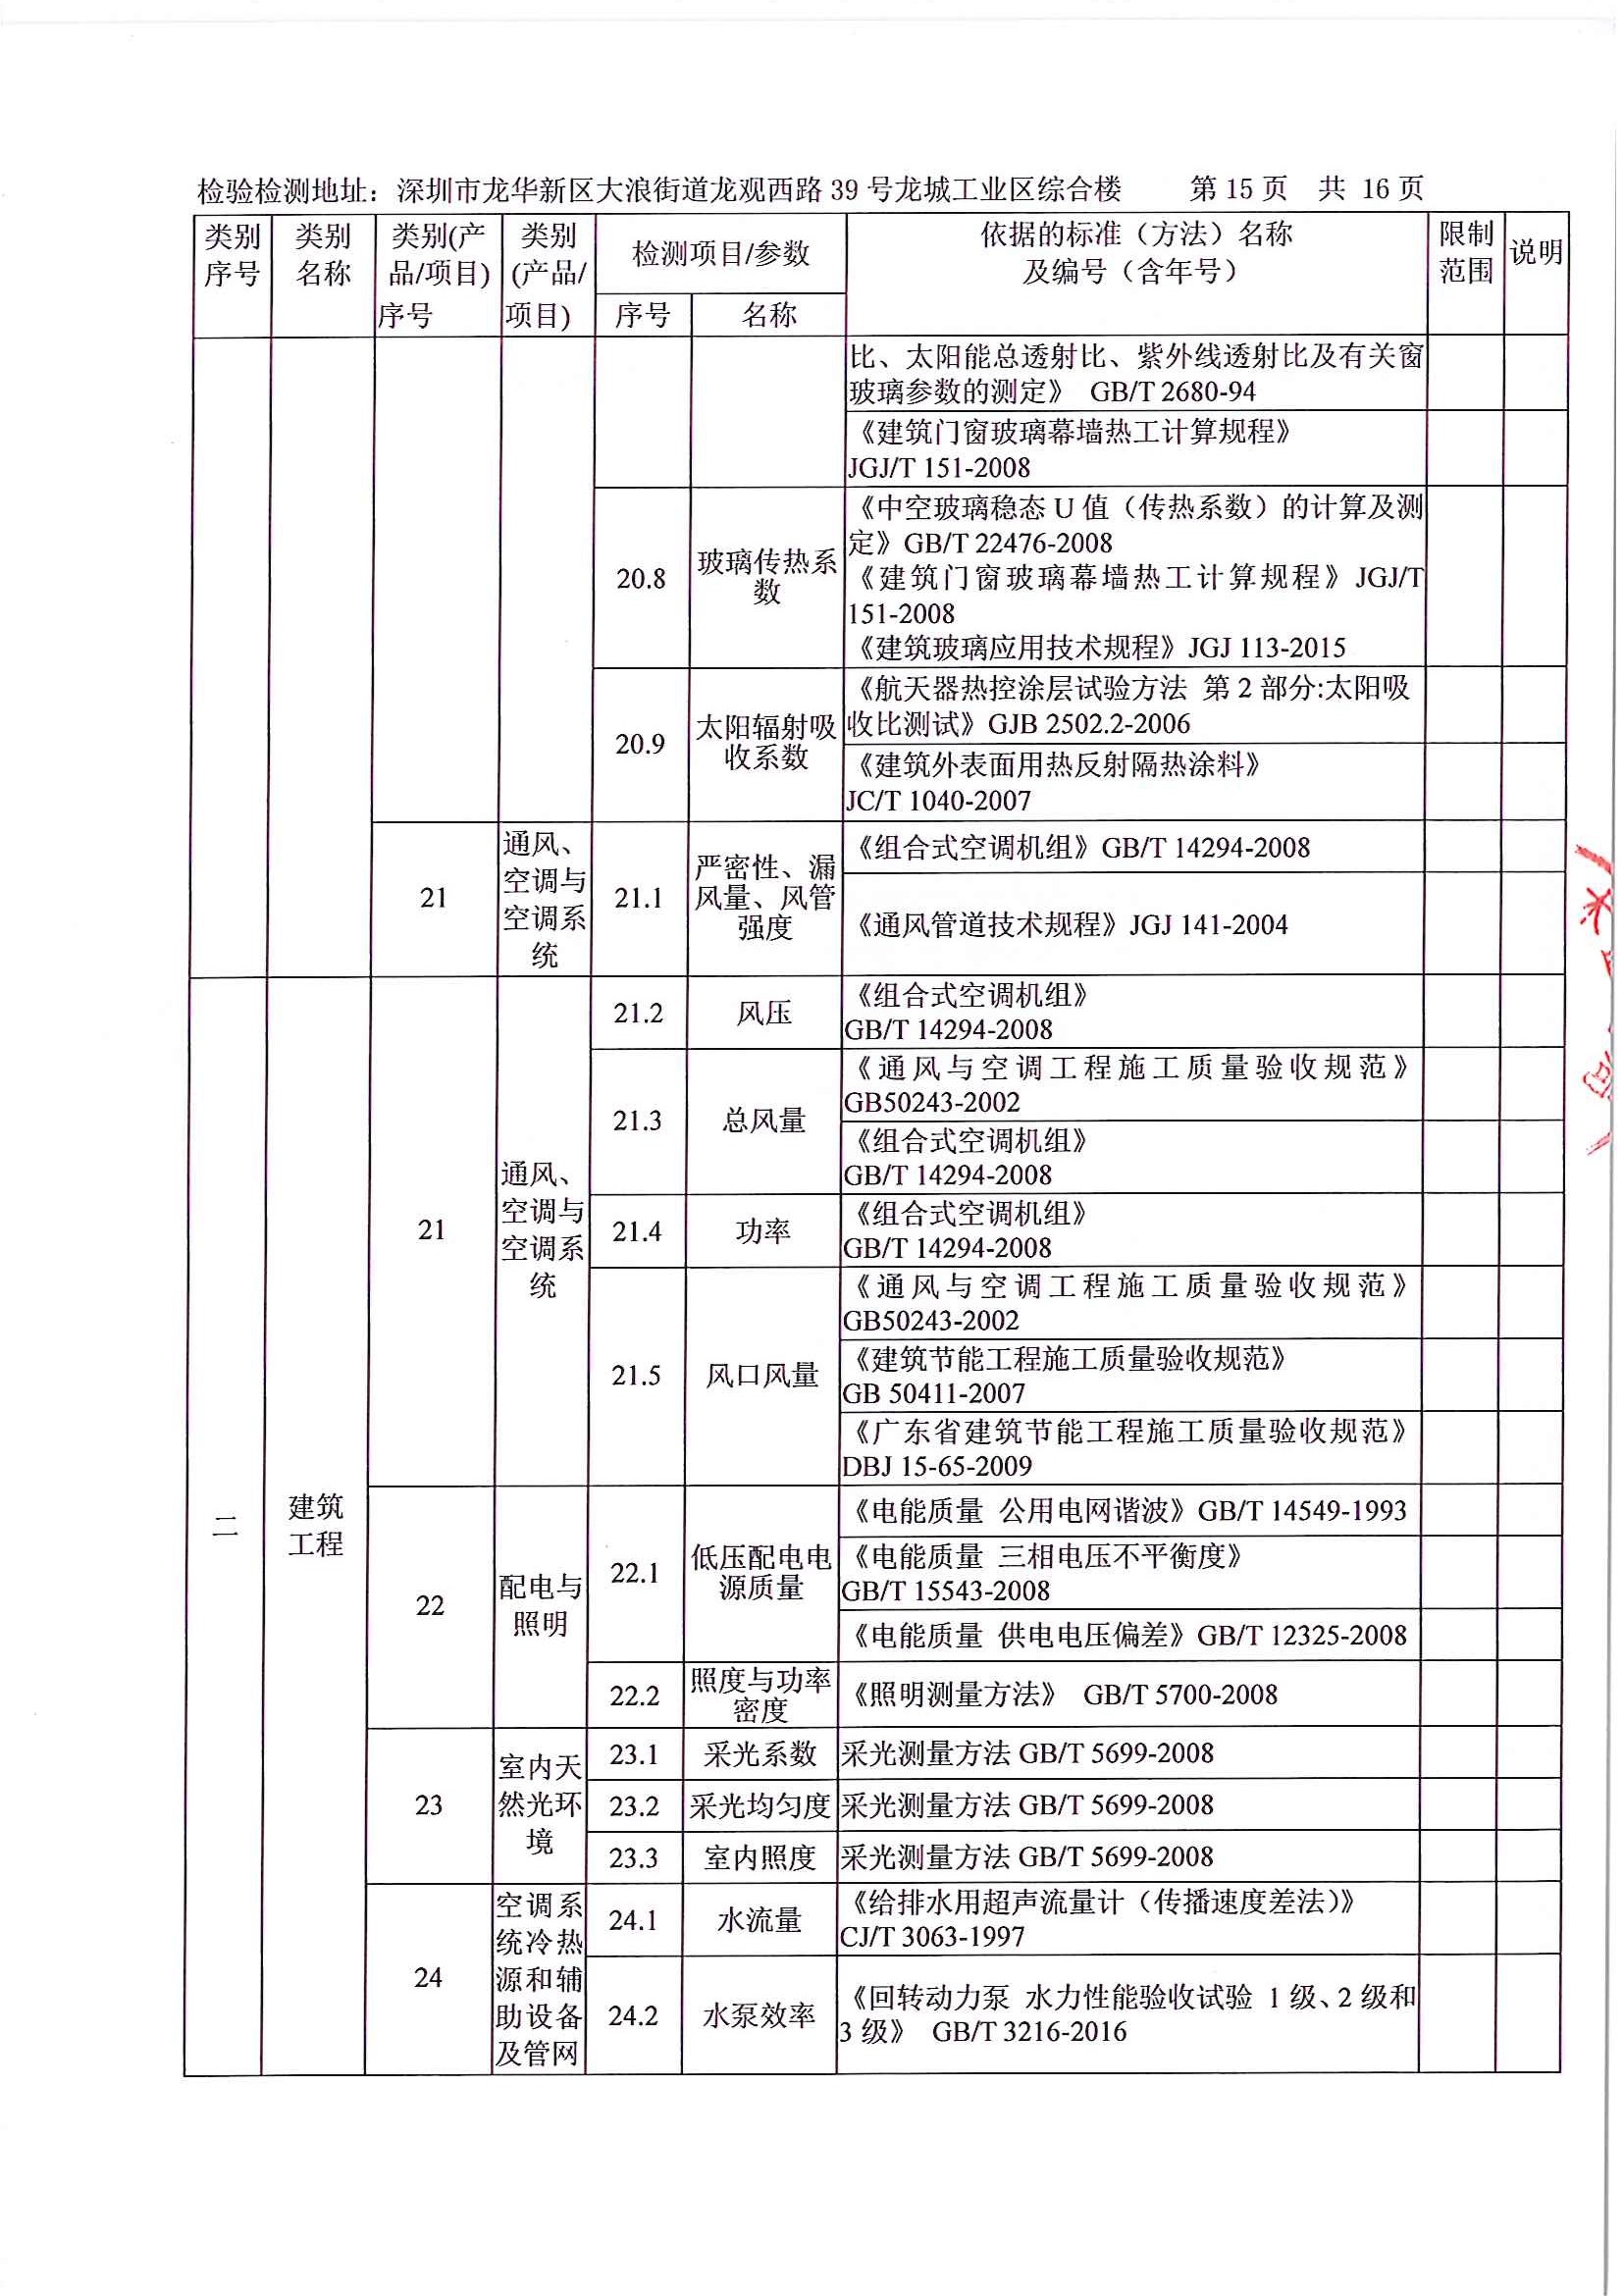 检验检测地址：深圳市龙华新区大浪街道龙观西路 39 号龙城工业区综合楼 第 15 页 共 16 页
类别序号 类别名称 类别(产品/项目)序号 类别(产品/项目) 检测项目/参数 依据的标准（方法）名称及编号（含年号） 限制范围 说明
序号 名称
比、太阳能总透射比、紫外线透射比及有关窗
玻璃参数的测定》 GB/T 2680-94
《建筑门窗玻璃幕墙热工计算规程》
JGJ/T 151-2008
20.8 玻璃传热系数
《中空玻璃稳态 U 值（传热系数）的计算及测
定》GB/T 22476-2008
《建筑门窗玻璃幕墙热工计算规程》JGJ/T
151-2008
《建筑玻璃应用技术规程》JGJ 113-2015
20.9 太阳辐射吸收系数
《航天器热控涂层试验方法 第 2 部分:太阳吸
收比测试》GJB 2502.2-2006
《建筑外表面用热反射隔热涂料》
JC/T 1040-2007
21 通风、空调与空调系统
21.1 严密性、漏风量、风管强度
《组合式空调机组》GB/T 14294-2008
《通风管道技术规程》JGJ 141-2004
二 建筑工程
21 通风、空调与空调系统
21.2 风压
《组合式空调机组》
GB/T 14294-2008
21.3 总风量
《通风与空调工程施工质量验收规范》
GB50243-2002
《组合式空调机组》
GB/T 14294-2008
21.4 功率
《组合式空调机组》
GB/T 14294-2008
21.5 风口风量
《通风与空调工程施工质量验收规范》
GB50243-2002
《建筑节能工程施工质量验收规范》
GB 50411-2007
《广东省建筑节能工程施工质量验收规范》
DBJ 15-65-2009
22 配电与照明
22.1 低压配电电源质量
《电能质量 公用电网谐波》GB/T 14549-1993
《电能质量 三相电压不平衡度》
GB/T 15543-2008
《电能质量 供电电压偏差》GB/T 12325-2008
22.2 照度与功率密度
《照明测量方法》 GB/T 5700-2008
23 室内天然光环境
23.1 采光系数 采光测量方法 GB/T 5699-2008
23.2 采光均匀度 采光测量方法 GB/T 5699-2008
23.3 室内照度 采光测量方法 GB/T 5699-2008
24 空调系统冷热源和辅助设备及管网
24.1 水流量
《给排水用超声流量计（传播速度差法）》
CJ/T 3063-1997
24.2 水泵效率
《回转动力泵 水力性能验收试验 1 级、2 级和
3 级》 GB/T 3216-2016